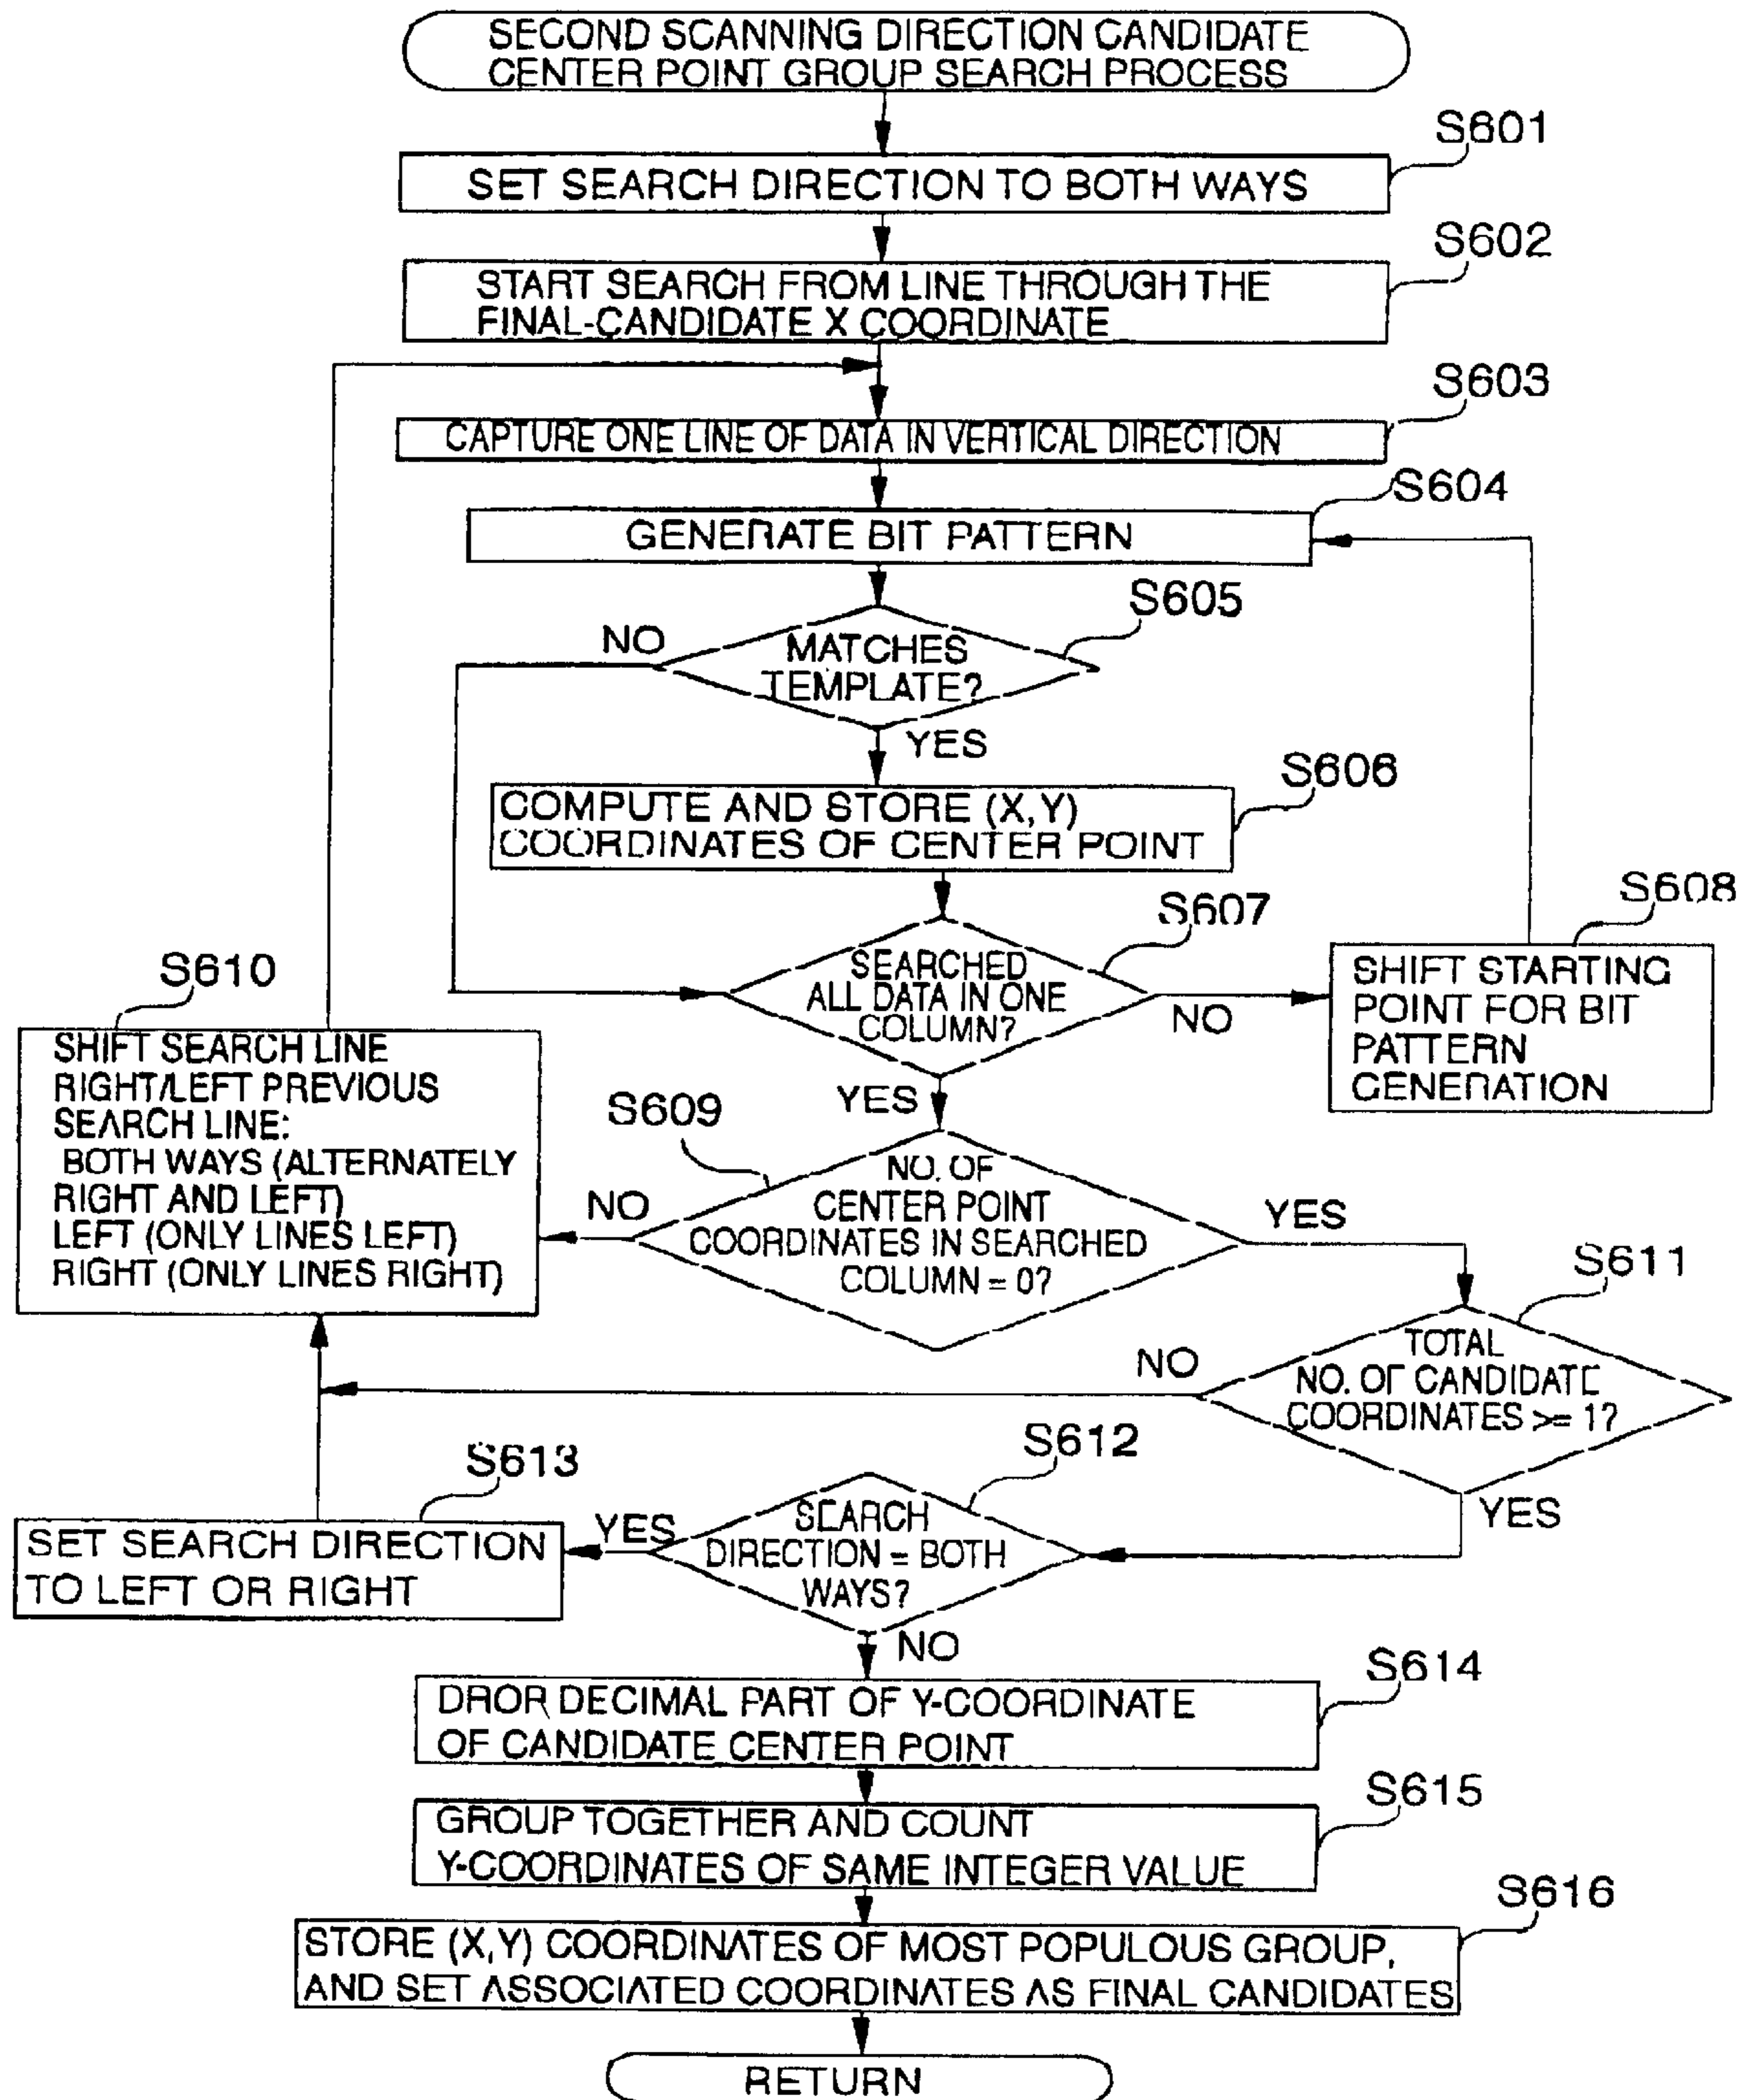 SECOND SCANNING DIRECTION CANDIDATE
CENTER POINT GROUP SEARCH PROCESS
S601
SET SEARCH DIRECTION TO BOTH WAYS
S602
START SEARCH FROM LINE THROUGH THE
FINAL-CANDIDATE X COORDINATE
S603
CAPTURE ONE LINE OF DATA IN VERTICAL DIRECTION
S604
GENERATE BIT PATTERN
S605
NO
MATCHES
TEMPLATE?
YES
S606
COMPUTE AND STORE (X,Y)
COORDINATES OF CENTER POINT
S607
SEARCHED
ALL DATA IN ONE
COLUMN?
NO
YES
S608
SHIFT STARTING
POINT FOR BIT
PATTERN
GENERATION
S610
SHIFT SEARCH LINE
RIGHT/LEFT PREVIOUS
SEARCH LINE:
BOTH WAYS (ALTERNATELY
RIGHT AND LEFT)
LEFT (ONLY LINES LEFT)
RIGHT (ONLY LINES RIGHT)
S609
NO
NO. OF
CENTER POINT
COORDINATES IN SEARCHED
COLUMN = 0?
YES
S611
NO
TOTAL
NO. OF CANDIDATE
COORDINATES >= 1?
YES
S612
SEARCH
DIRECTION = BOTH
WAYS?
YES
NO
S613
SET SEARCH DIRECTION
TO LEFT OR RIGHT
S614
DROR DECIMAL PART OF Y-COORDINATE
OF CANDIDATE CENTER POINT
S615
GROUP TOGETHER AND COUNT
Y-COORDINATES OF SAME INTEGER VALUE
S616
STORE (X,Y) COORDINATES OF MOST POPULOUS GROUP,
AND SET ASSOCIATED COORDINATES AS FINAL CANDIDATES
RETURN